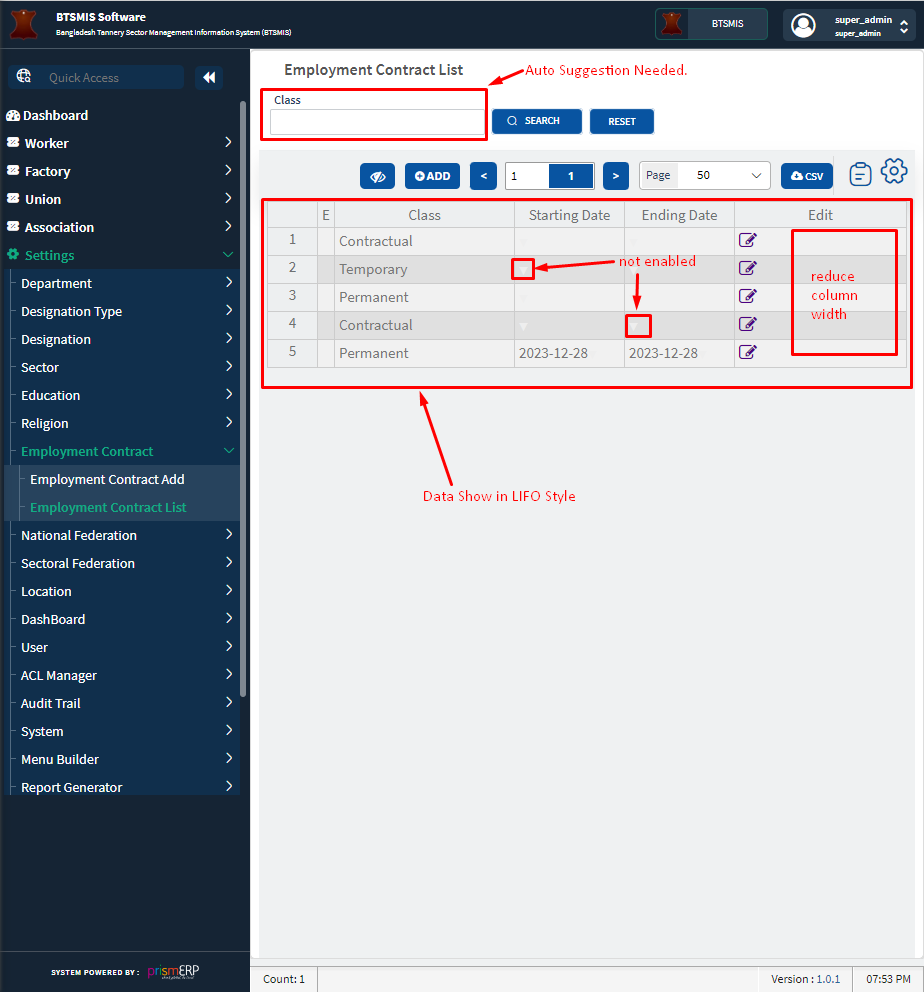 BTSMIS Software
Bangladesh Tannery Sector Management Information System (BTSMIS)
BTSMIS
super_admin
super_admin
Quick Access
Dashboard
Worker
Factory
Union
Association
Settings
Department
Designation Type
Designation
Sector
Education
Religion
Employment Contract
Employment Contract Add
Employment Contract List
National Federation
Sectoral Federation
Location
DashBoard
User
ACL Manager
Audit Trail
System
Menu Builder
Report Generator
SYSTEM POWERED BY :
prismERP
Employment Contract List
Auto Suggestion Needed.
Class
SEARCH
RESET
ADD
<
1
1
>
Page
50
CSV
E Class Starting Date Ending Date Edit
1 Contractual
2 Temporary
3 Permanent
4 Contractual
5 Permanent 2023-12-28 2023-12-28
not enabled
reduce
column
width
Data Show in LIFO Style
Count: 1
Version : 1.0.1
07:53 PM